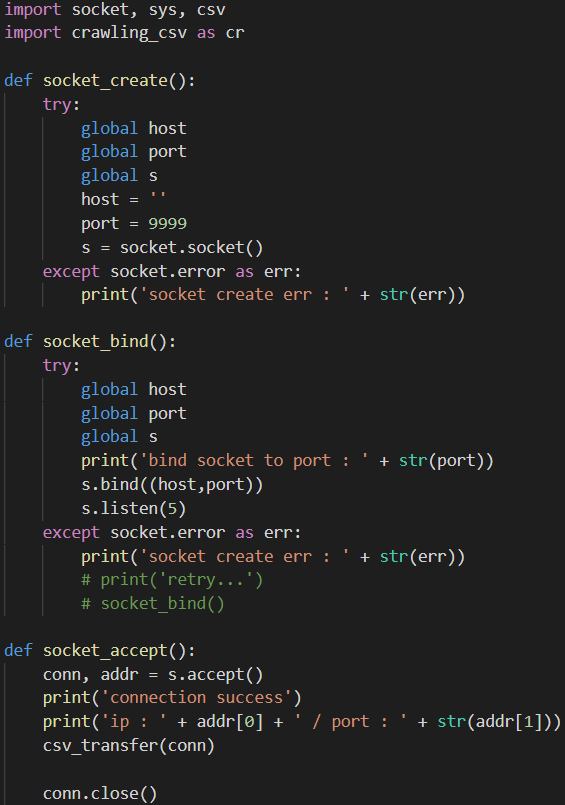 import socket, sys, csv
import crawling_csv as cr
def socket_create():
    try:
        global host
        global port
        global s
        host = ''
        port = 9999
        s = socket.socket()
    except socket.error as err:
        print('socket create err : ' + str(err))
def socket_bind():
    try:
        global host
        global port
        global s
        print('bind socket to port : ' + str(port))
        s.bind((host,port))
        s.listen(5)
    except socket.error as err:
        print('socket create err : ' + str(err))
        # print('retry...')
        # socket_bind()
def socket_accept():
    conn, addr = s.accept()
    print('connection success')
    print('ip : ' + addr[0] + ' / port : ' + str(addr[1]))
    csv_transfer(conn)
    conn.close()